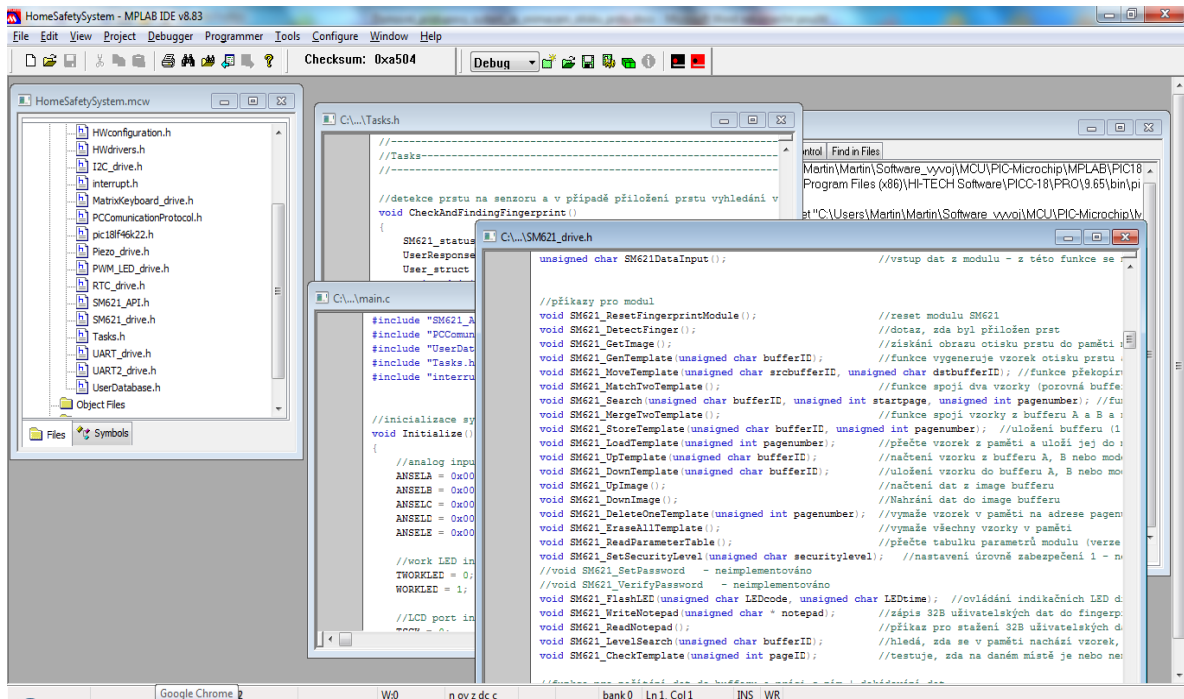 HomeSafetySystem - MPLAB IDE v8.83
File Edit View Project Debugger Programmer Tools Configure Window Help
Checksum: 0xa504
Debug
HomeSafetySystem.mcw
HWconfiguration.h
HWdrivers.h
I2C_drive.h
interrupt.h
MatrixKeyboard_drive.h
PCComunicationProtocol.h
pic18lf46k22.h
Piezo_drive.h
PWM_LED_drive.h
RTC_drive.h
SM621_API.h
SM621_drive.h
Tasks.h
UART_drive.h
UART2_drive.h
UserDatabase.h
Object Files
Files Symbols
C:\...\Tasks.h
//Tasks
//detekce prstu na senzoru a v případě přiložení prstu vyhledání v
void CheckAndFindingFingerprint()
{
SM621_status
UserResponse
User_struct
Find in Files
Martin\Martin\Software_vyvoj\MCU\PIC-Microchip\MPLAB\PIC18
Program Files (x86)\HI-TECH Software\PICC-18\PRO\9.65\bin\pi
et "C:\Users\Martin\Martin\Software_vyvoj\MCU\PIC-Microchip\M
C:\...\main.c
#include "SM621_A
#include "PCComun
#include "UserDat
#include "Tasks.h
#include "interru
//inicializace sy
void Initialize()
{
//analog inpu
ANSELA = 0x00
ANSELB = 0x00
ANSELC = 0x00
ANSELD = 0x00
ANSELE = 0x00
//work LED in
TWORKLED = 0;
WORKLED = 1;
//LCD port in
C:\...\SM621_drive.h
unsigned char SM621DataInput(); //vstup dat z modulu - z této funkce se
//příkazy pro modul
void SM621_ResetFingerprintModule(); //reset modulu SM621
void SM621_DetectFinger(); //dotaz, zda byl přiložen prst
void SM621_GetImage(); //získání obrazu otisku prstu do paměti
void SM621_GenTemplate(unsigned char bufferID); //funkce vygeneruje vzorek otisku prstu
void SM621_MoveTemplate(unsigned char srcbufferID, unsigned char dstbufferID); //funkce překopír
void SM621_MatchTwoTemplate(); //funkce spojí dva vzorky (porovná buffe
void SM621_Search(unsigned char bufferID, unsigned int startpage, unsigned int pagenumber); //fu
void SM621_MergeTwoTemplate(); //funkce spojí vzorky z bufferu A a B a
void SM621_StoreTemplate(unsigned char bufferID, unsigned int pagenumber); //uložení bufferu (1
void SM621_LoadTemplate(unsigned int pagenumber); //přečte vzorek z paměti a uloží jej do
void SM621_UpTemplate(unsigned char bufferID); //načtení vzorku z bufferu A, B nebo mod
void SM621_DownTemplate(unsigned char bufferID); //uložení vzorku do bufferu A, B nebo mo
void SM621_UpImage(); //načtení dat z image bufferu
void SM621_DownImage(); //Nahrání dat do image bufferu
void SM621_DeleteOneTemplate(unsigned int pagenumber); //vymaže vzorek v paměti na adrese pagen
void SM621_EraseAllTemplate(); //vymaže všechny vzorky v paměti
void SM621_ReadParameterTable(); //přečte tabulku parametrů modulu (verze
void SM621_SetSecurityLevel(unsigned char securitylevel); //nastavení úrovně zabezpečení 1 - n
//void SM621_SetPassword - neimplementováno
//void SM621_VerifyPassword - neimplementováno
void SM621_FlashLED(unsigned char LEDcode, unsigned char LEDtime); //ovládání indikačních LED d
void SM621_WriteNotepad(unsigned char * notepad); //zápis 32B uživatelských dat do fingerp
void SM621_ReadNotepad(); //příkaz pro stažení 32B uživatelských d
void SM621_LevelSearch(unsigned char bufferID); //hledá, zda se v paměti nachází vzorek,
void SM621_CheckTemplate(unsigned int pageID); //testuje, zda na daném místě je nebo ne
Google Chrome W:0 n ov z dc c bank 0 Ln 1, Col 1 INS WR